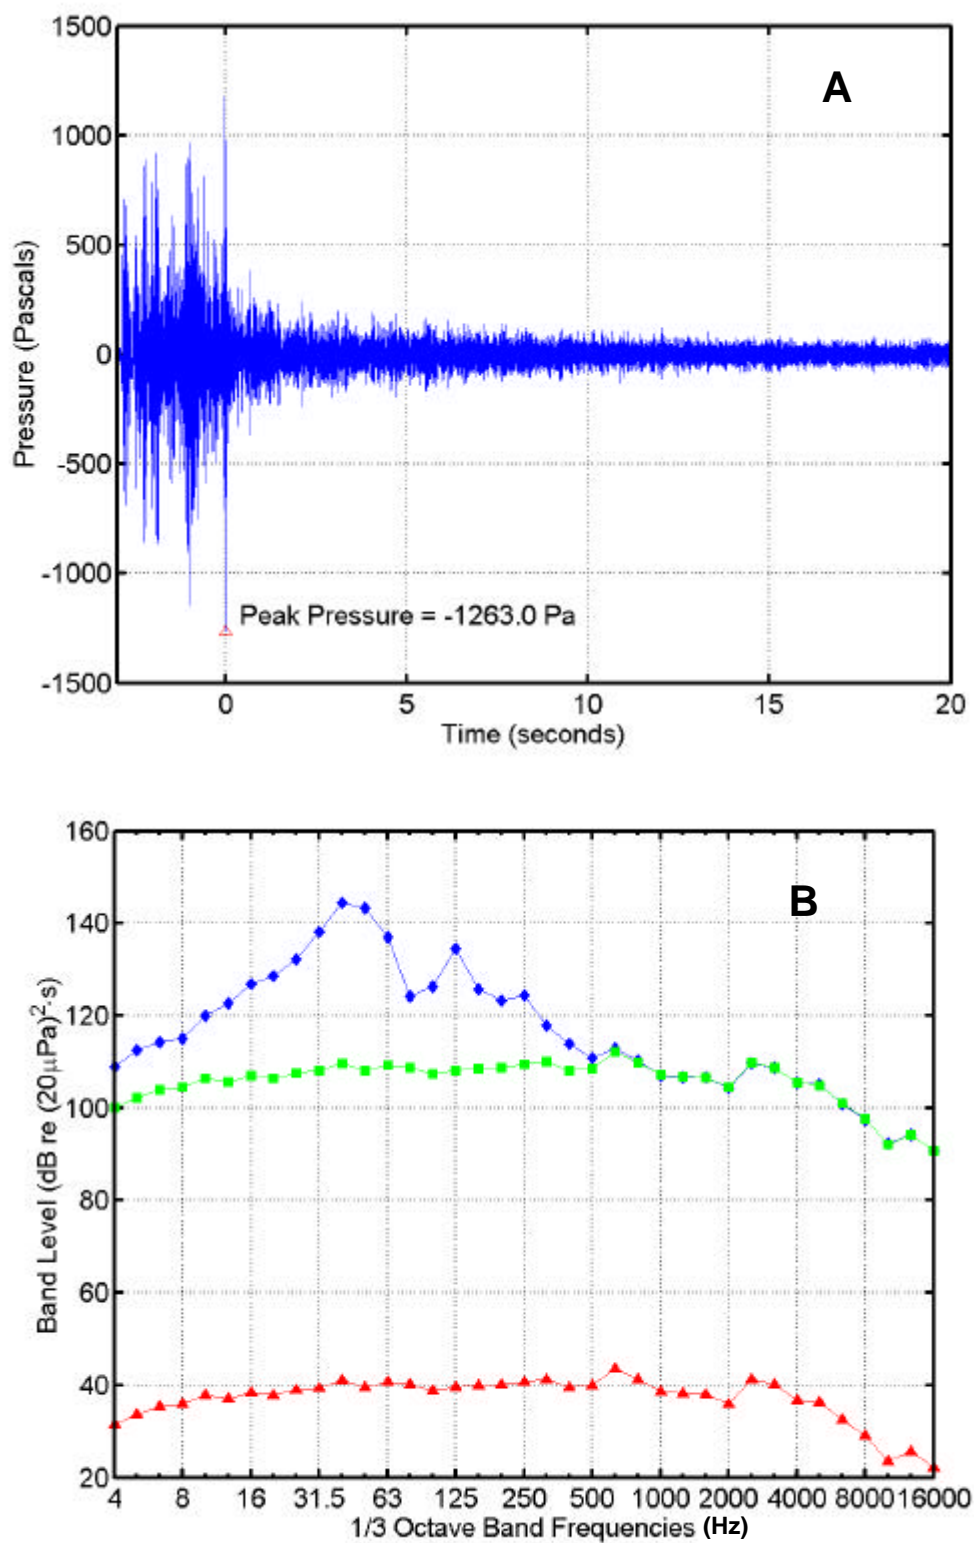 1500
A
1000
500
0
-500
-1000
-1500
Pressure (Pascals)
Peak Pressure = -1263.0 Pa
0 5 10 15 20
Time (seconds)
160
B
140
120
100
80
60
40
20
Band Level (dB re (20µPa)²·s)
4 8 16 31.5 63 125 250 500 1000 2000 4000 8000 16000
1/3 Octave Band Frequencies (Hz)